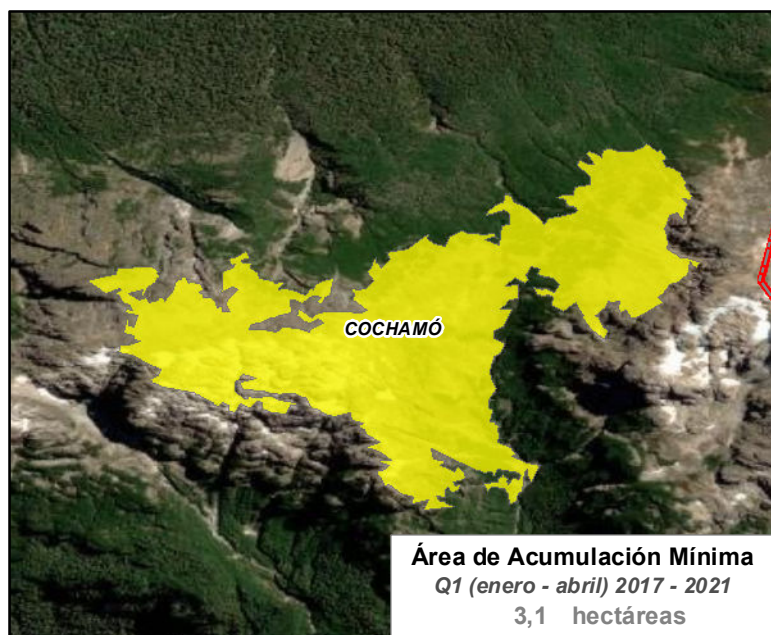 COCHAMÓ
Área de Acumulación Mínima
Q1 (enero - abril) 2017 - 2021
3,1 hectáreas